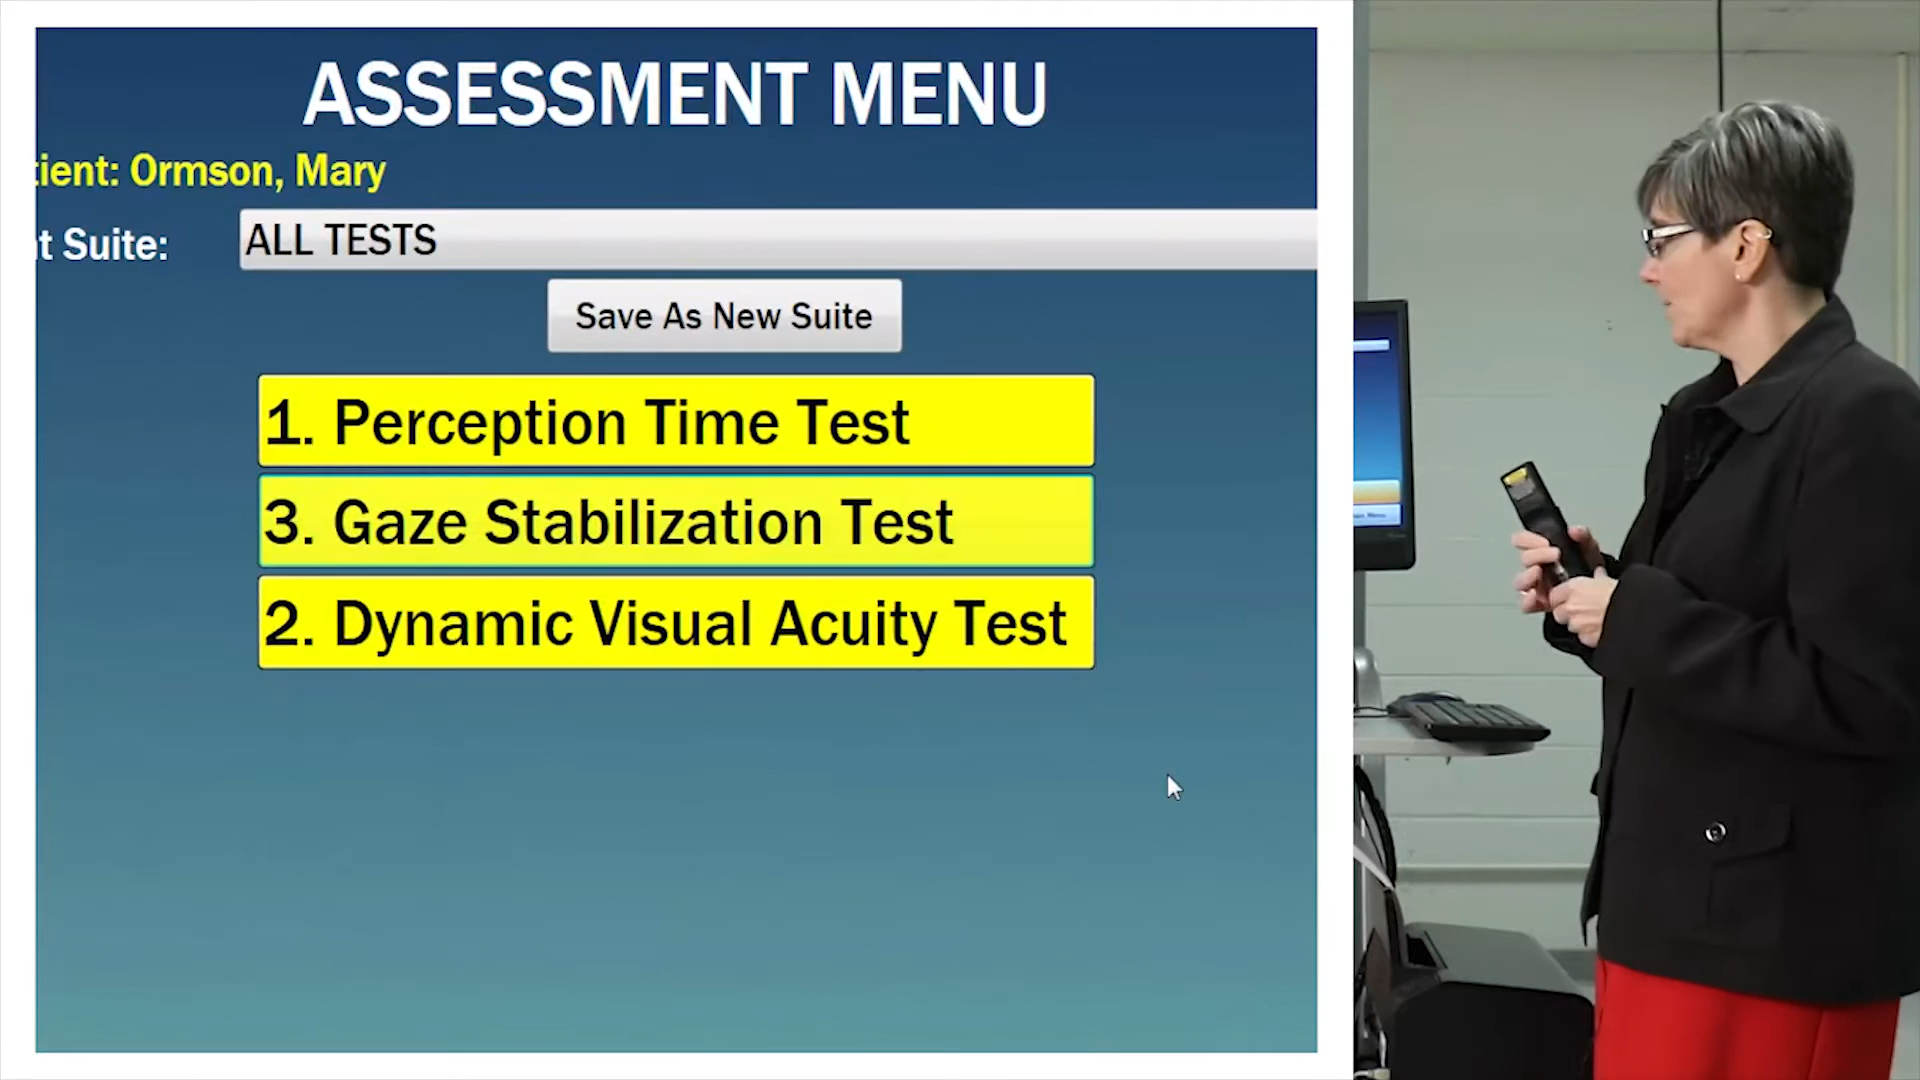 ASSESSMENT MENU
tient: Ormson, Mary
t Suite:
ALL TESTS
Save As New Suite
1. Perception Time Test
3. Gaze Stabilization Test
2. Dynamic Visual Acuity Test